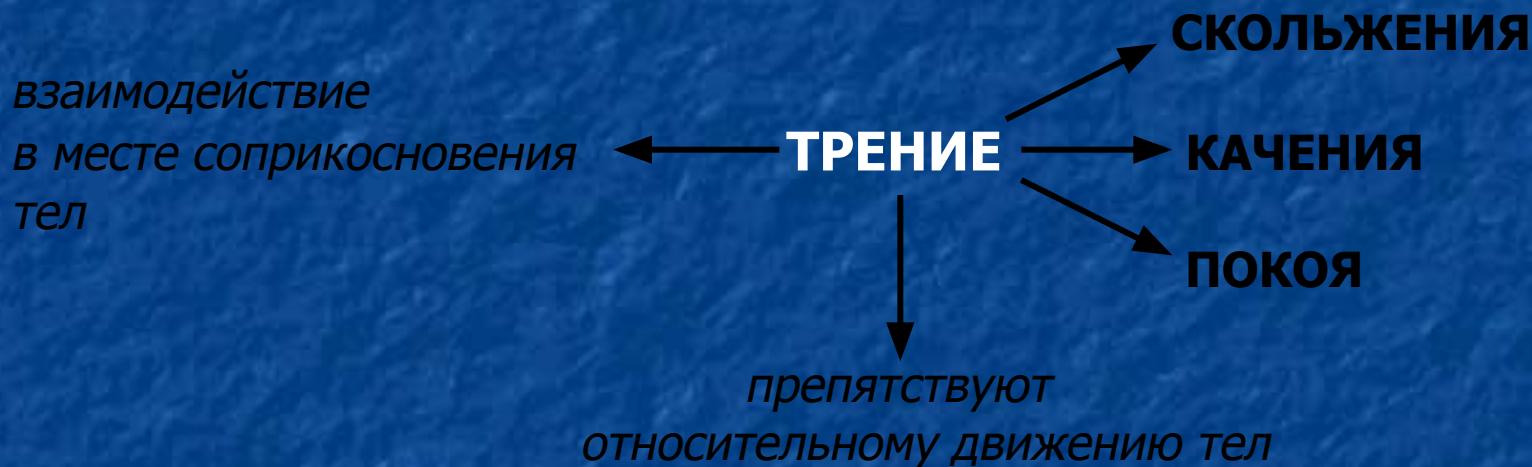 СКОЛЬЖЕНИЯ
взаимодействие
в месте соприкосновения
тел
ТРЕНИЕ
КАЧЕНИЯ
ПОКОЯ
препятствуют
относительному движению тел